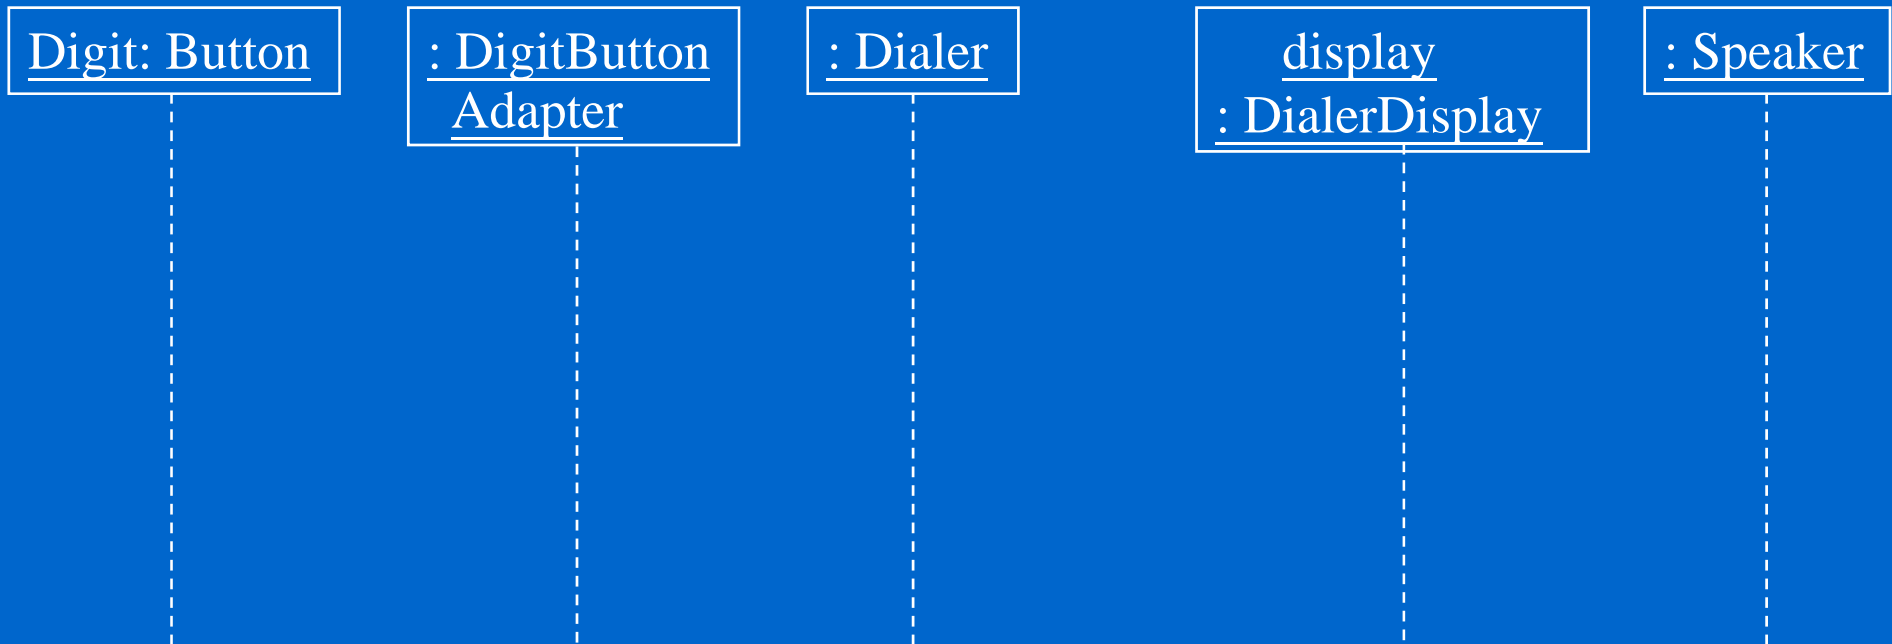 Digit: Button
: DigitButton
Adapter
: Dialer
display
: DialerDisplay
: Speaker